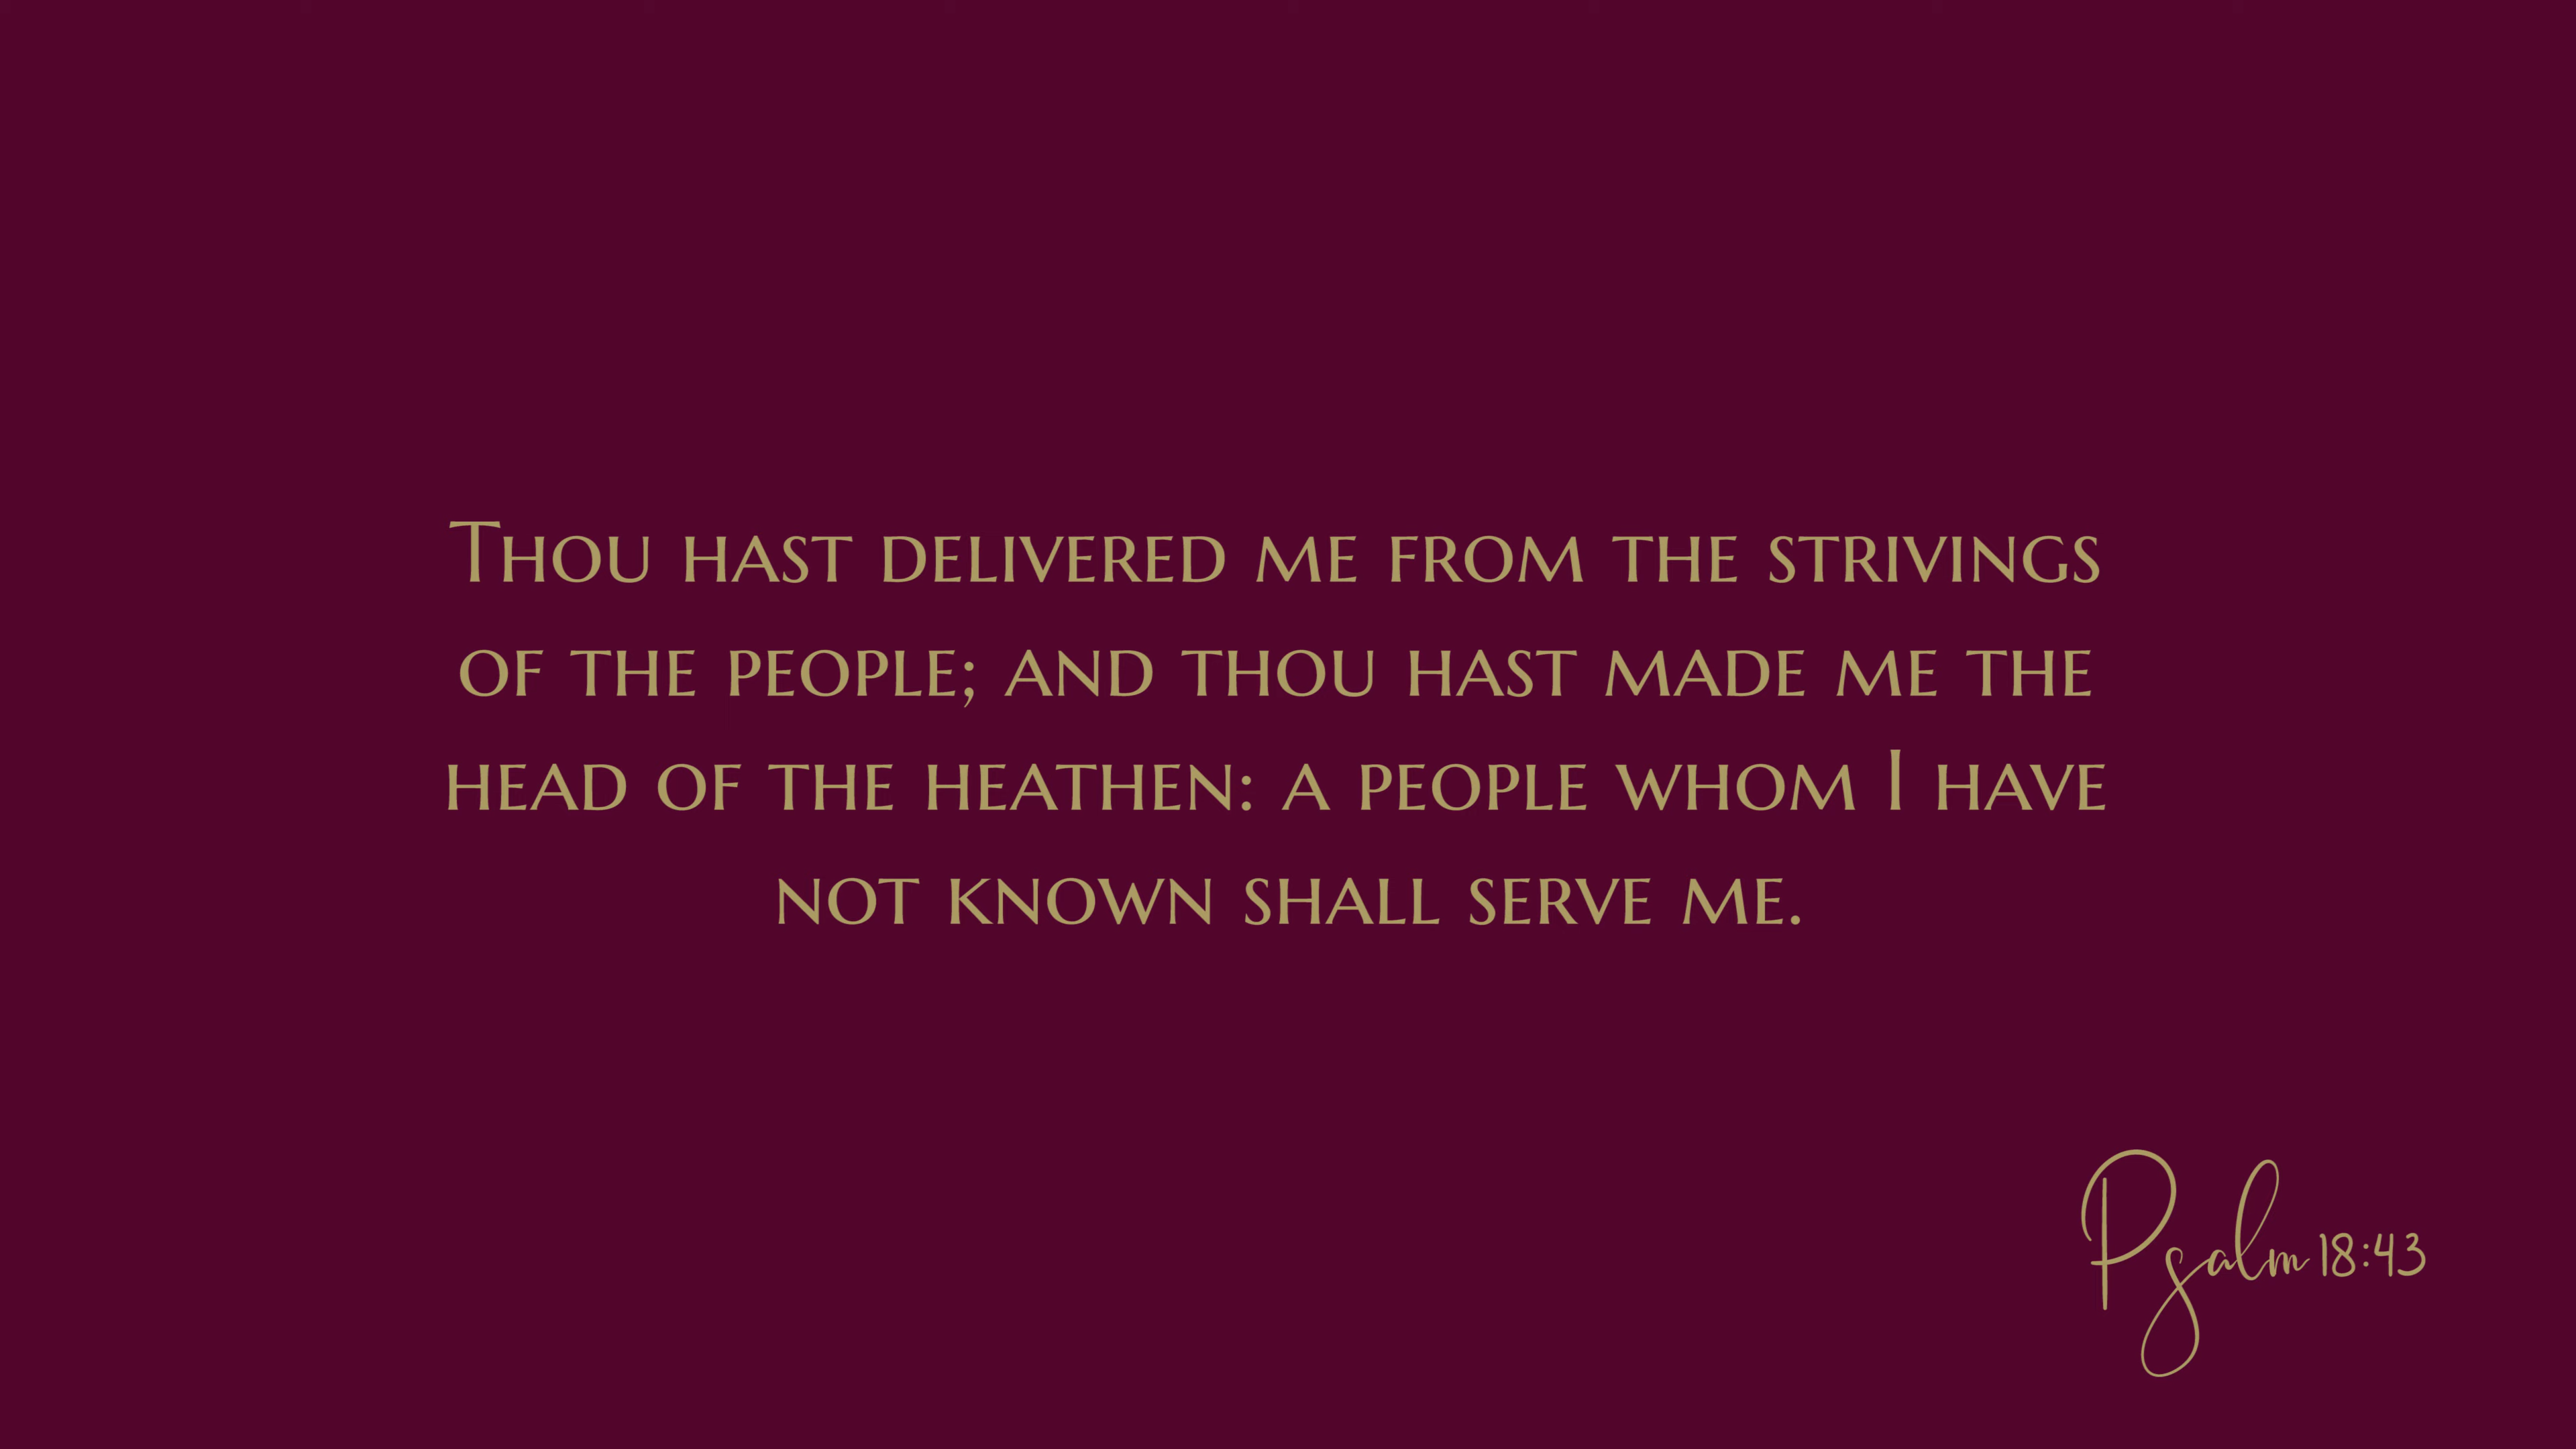 Thou hast delivered me from the strivings
of the people; and thou hast made me the
head of the heathen: a people whom I have
not known shall serve me.
Psalm 18:43